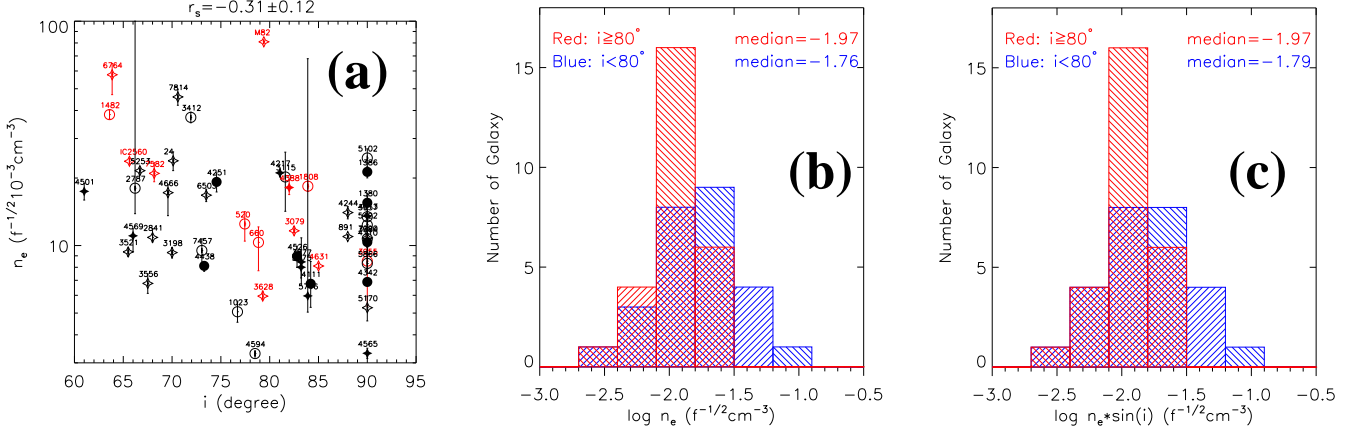 r_s=−0.31±0.12
(a)
n_e (f^−1/2 10^−3 cm^−3)
100
10
M82
6764
7814
1482
3412
IC2560
5253
24
7582
4217
5102
1386
4501
2787
4666
6503
4251
1808
1380
4244
520
3079
891
660
4569
2841
3521
3198
7457
4438
4526
4631
5866
4342
3556
3628
4111
1023
5170
4594
4565
60 65 70 75 80 85 90 95
i (degree)
(b)
Red: i≥80° median=−1.97
Blue: i<80° median=−1.76
Number of Galaxy
15
10
5
0
−3.0 −2.5 −2.0 −1.5 −1.0 −0.5
log n_e (f^−1/2 cm^−3)
(c)
Red: i≥80° median=−1.97
Blue: i<80° median=−1.79
Number of Galaxy
15
10
5
0
−3.0 −2.5 −2.0 −1.5 −1.0 −0.5
log n_e*sin(i) (f^−1/2 cm^−3)